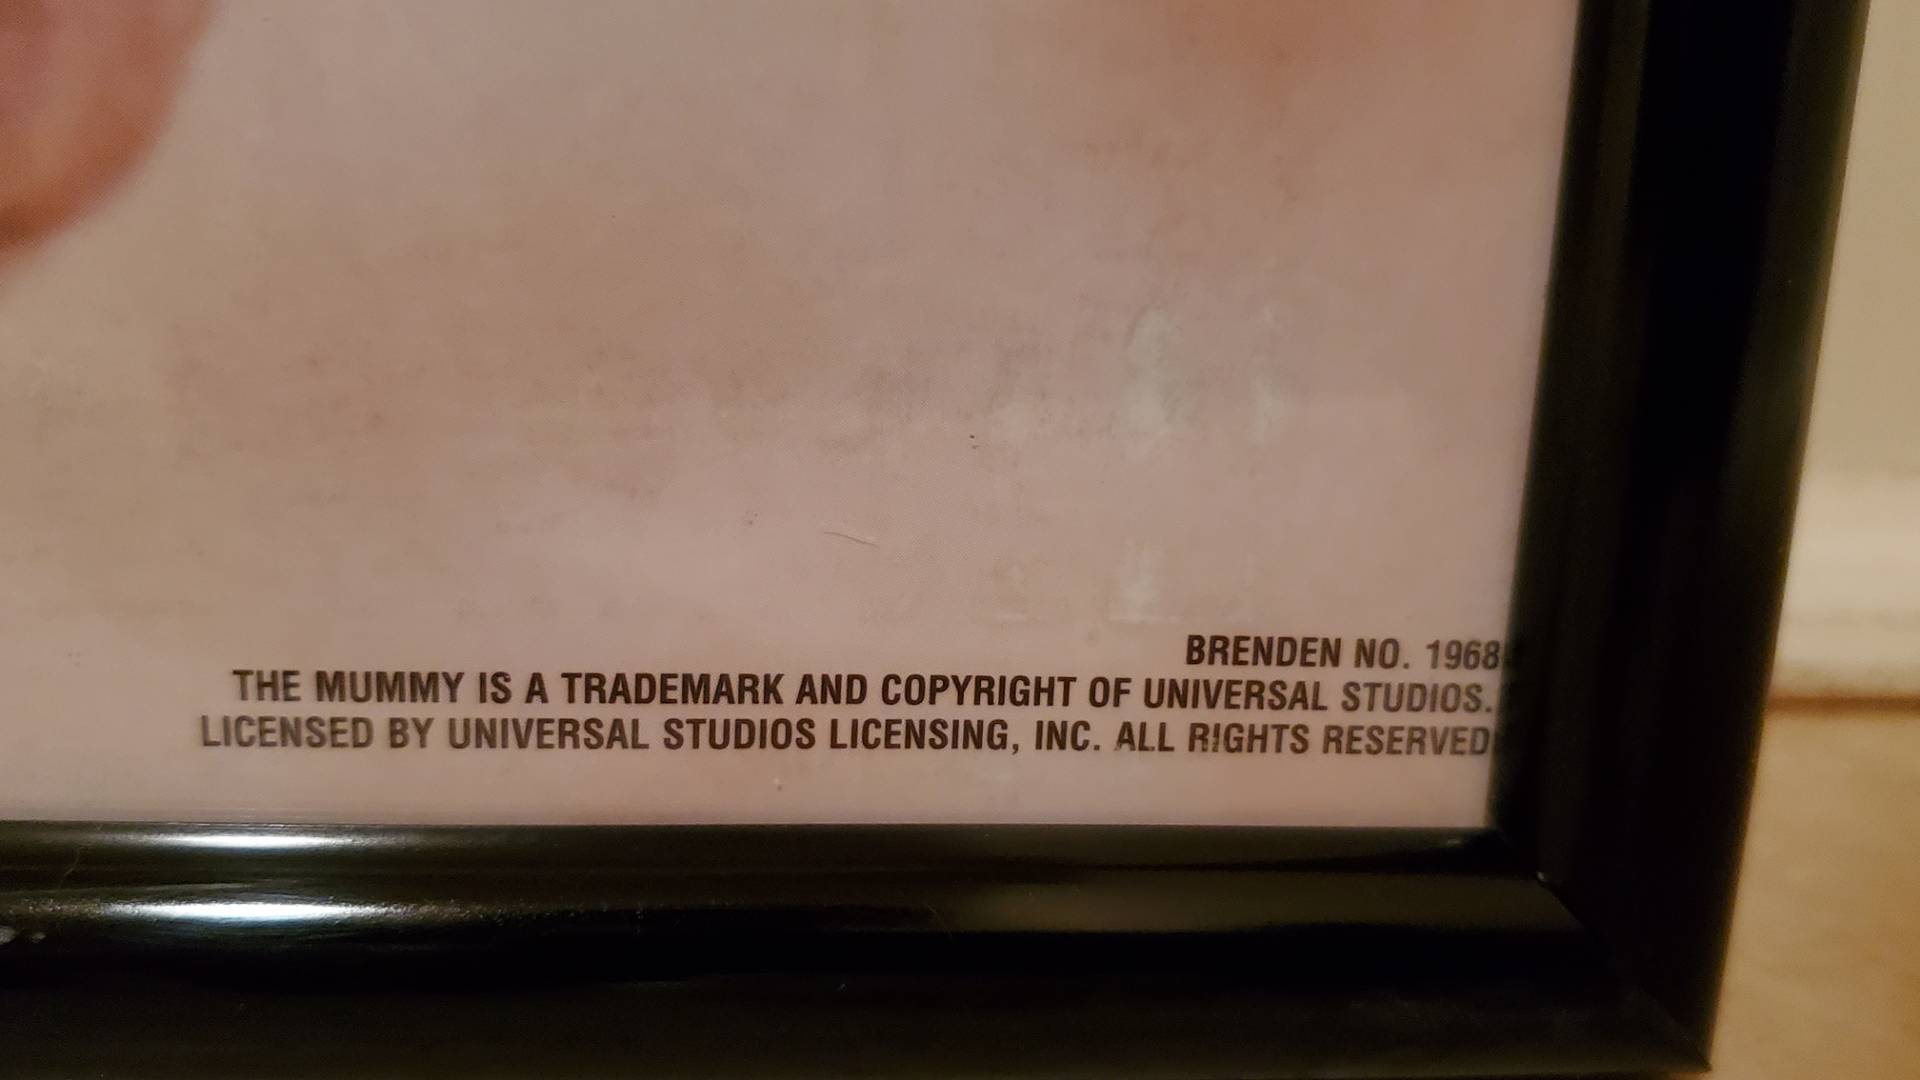 BRENDEN NO. 1968
THE MUMMY IS A TRADEMARK AND COPYRIGHT OF UNIVERSAL STUDIOS.
LICENSED BY UNIVERSAL STUDIOS LICENSING, INC. ALL RIGHTS RESERVED